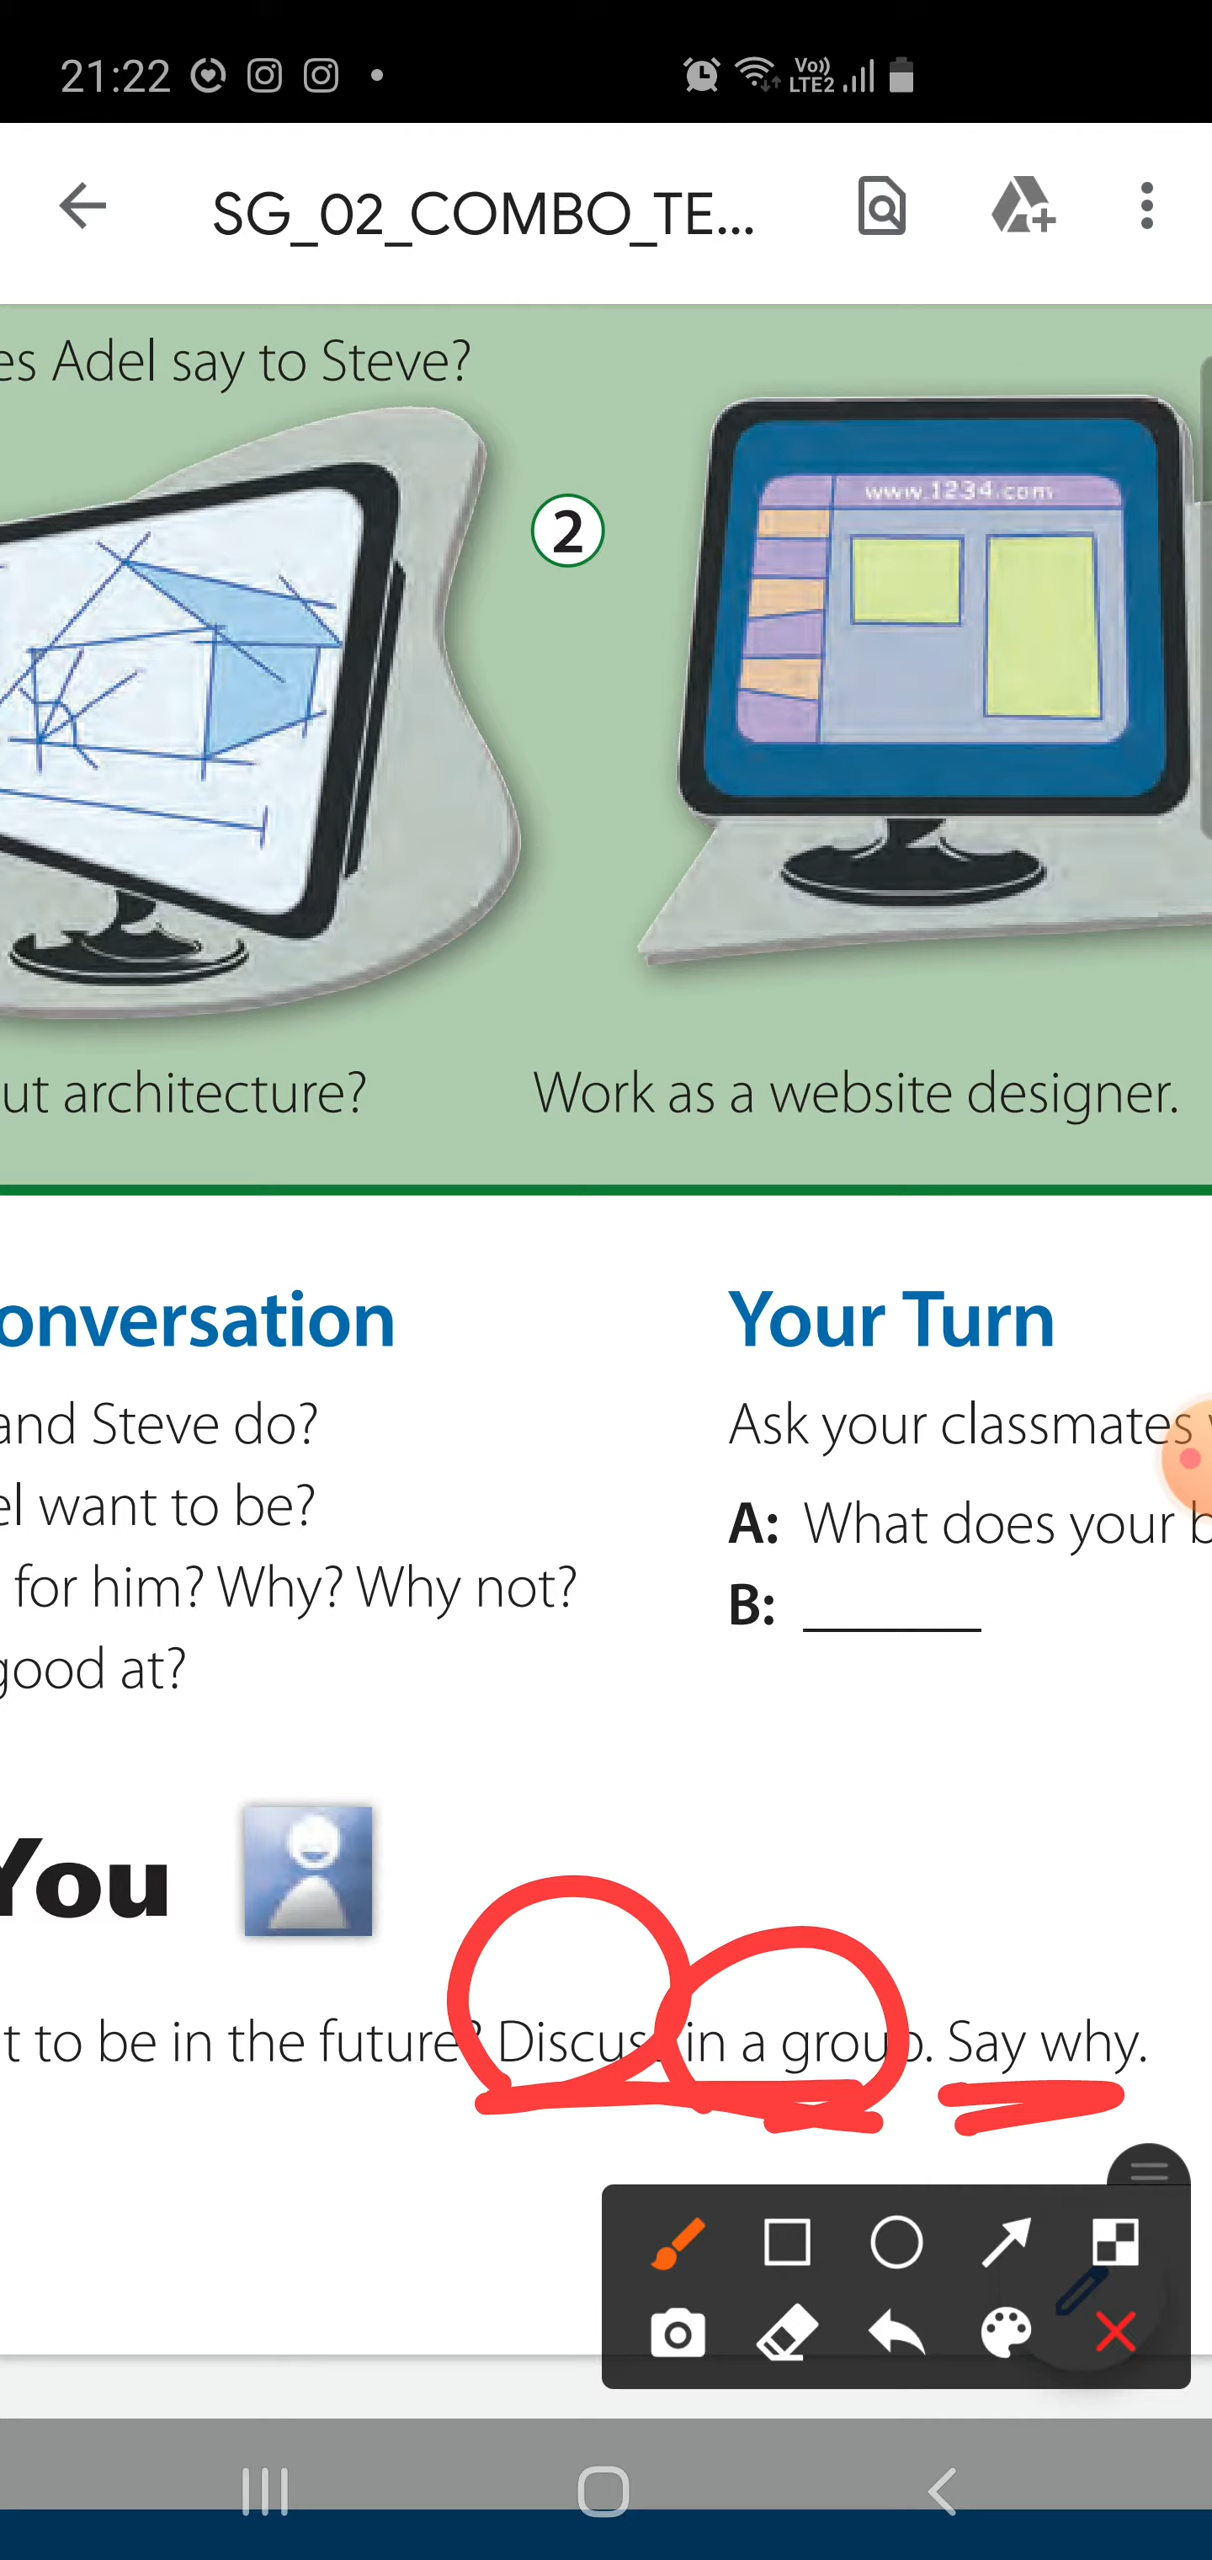 21:22
Vo))
LTE2
SG_02_COMBO_TE...
es Adel say to Steve?
2
www.1234.com
ut architecture?
Work as a website designer.
onversation
and Steve do?
el want to be?
for him? Why? Why not?
good at?
Your Turn
Ask your classmates
A: What does your b
B: ________
You
t to be in the future? Discuss in a group. Say why.